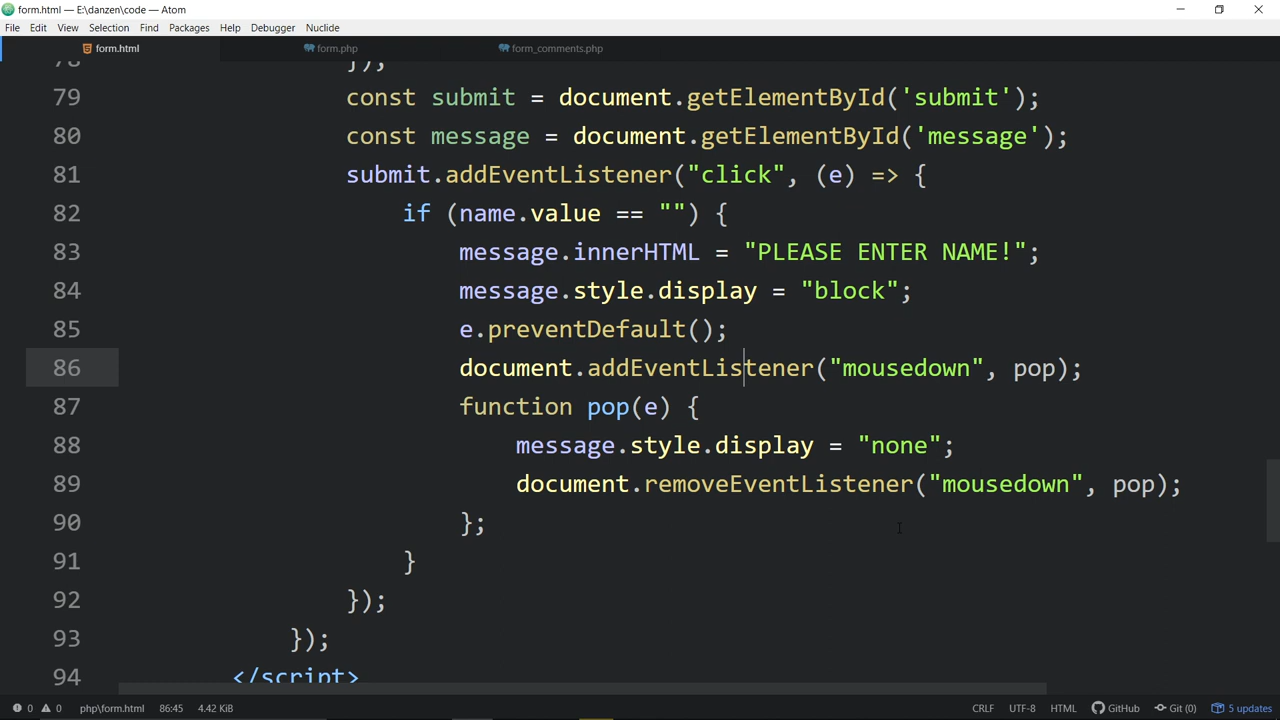 form.html — E:\danzen\code — Atom
File Edit View Selection Find Packages Help Debugger Nuclide
form.html form.php form_comments.php
78 });
79 const submit = document.getElementById('submit');
80 const message = document.getElementById('message');
81 submit.addEventListener("click", (e) => {
82 if (name.value == "") {
83 message.innerHTML = "PLEASE ENTER NAME!";
84 message.style.display = "block";
85 e.preventDefault();
86 document.addEventListener("mousedown", pop);
87 function pop(e) {
88 message.style.display = "none";
89 document.removeEventListener("mousedown", pop);
90 };
91 }
92 });
93 });
94 </script>
0 0 php\form.html 86:45 4.42 KiB CRLF UTF-8 HTML GitHub Git (0) 5 updates